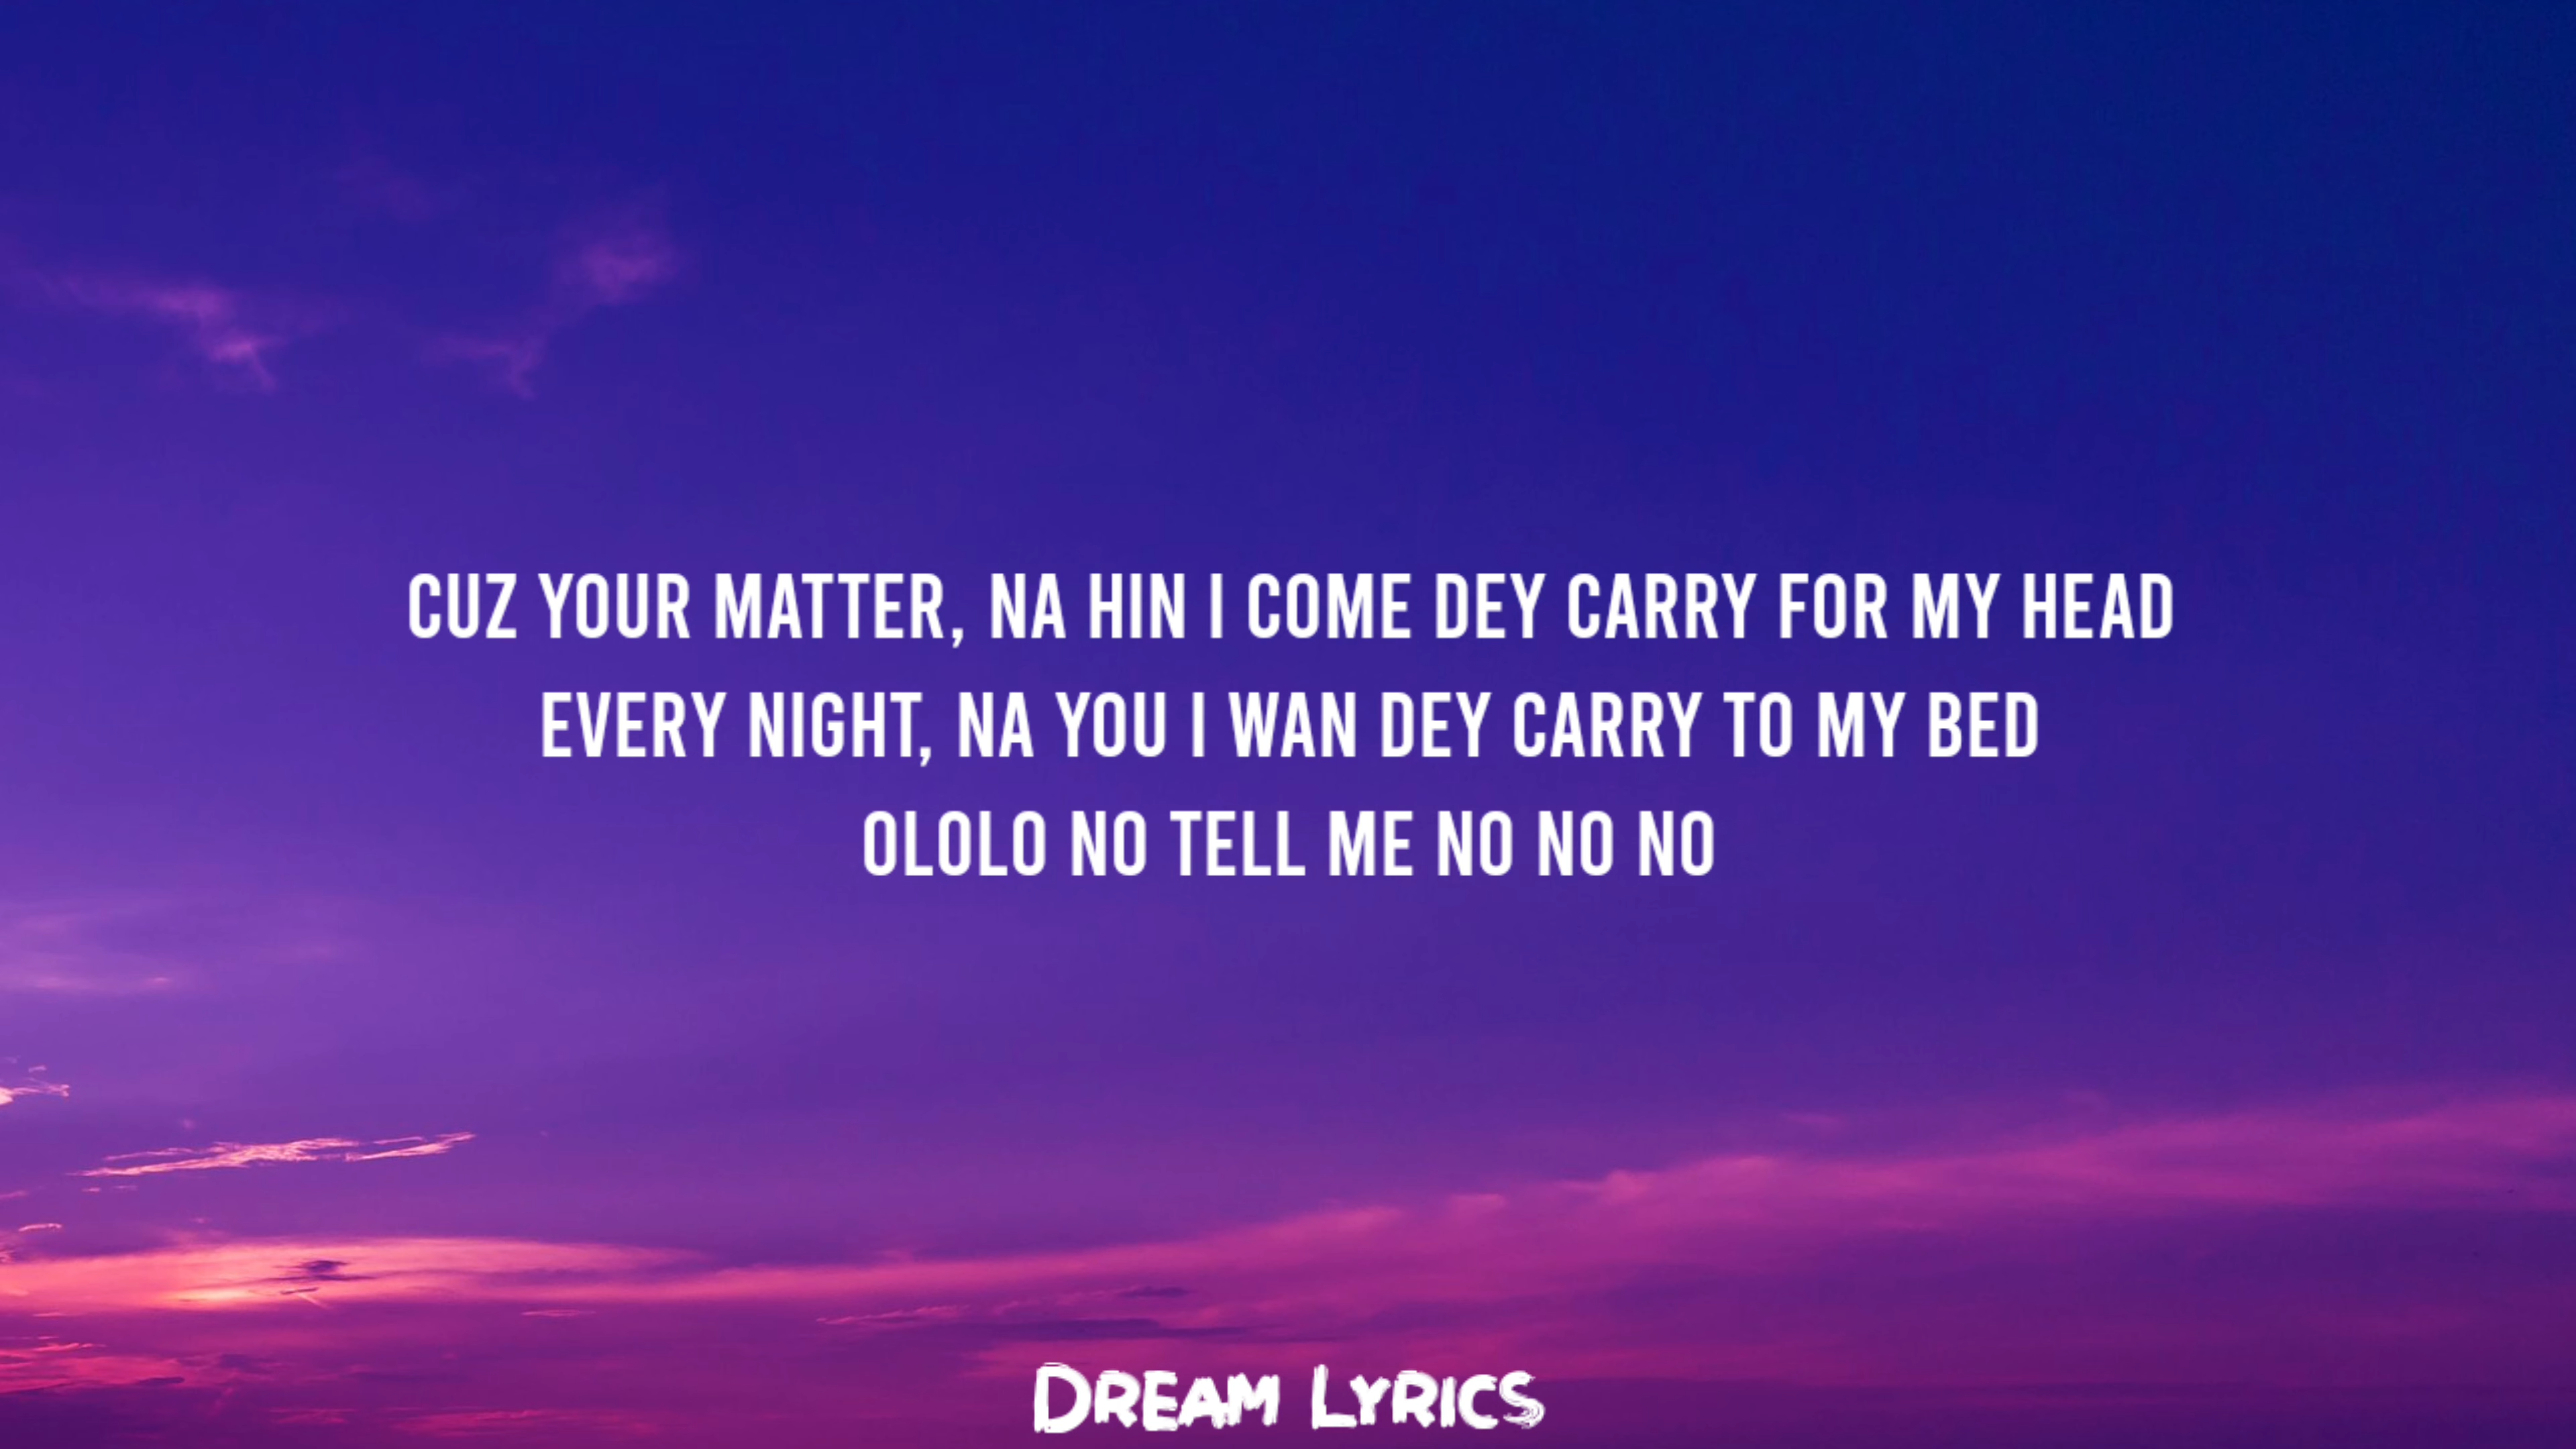 CUZ YOUR MATTER, NA HIN I COME DEY CARRY FOR MY HEAD
EVERY NIGHT, NA YOU I WAN DEY CARRY TO MY BED
OLOLO NO TELL ME NO NO NO
DREAM LYRICS